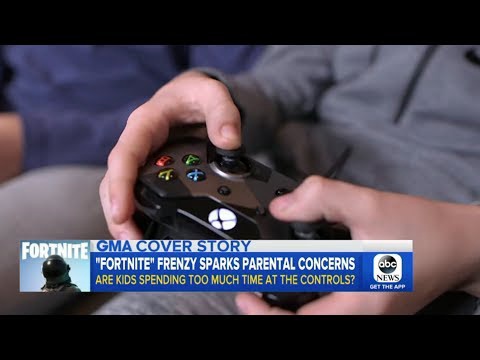 FORTNITE
GMA COVER STORY
"FORTNITE" FRENZY SPARKS PARENTAL CONCERNS
ARE KIDS SPENDING TOO MUCH TIME AT THE CONTROLS?
abc
NEWS
GET THE APP
B
Y
X
A